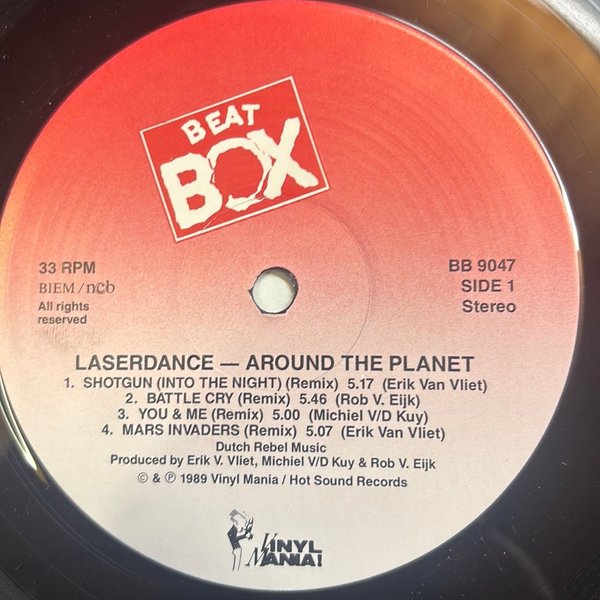 BEAT
BOX
33 RPM
BIEM/ncb
All rights
reserved
BB 9047
SIDE 1
Stereo
LASERDANCE — AROUND THE PLANET
1. SHOTGUN (INTO THE NIGHT) (Remix) 5.17 (Erik Van Vliet)
2. BATTLE CRY (Remix) 5.46 (Rob V. Eijk)
3. YOU & ME (Remix) 5.00 (Michiel V/D Kuy)
4. MARS INVADERS (Remix) 5.07 (Erik Van Vliet)
Dutch Rebel Music
Produced by Erik V. Vliet, Michiel V/D Kuy & Rob V. Eijk
© & ℗ 1989 Vinyl Mania / Hot Sound Records
VINYL
MANIA!